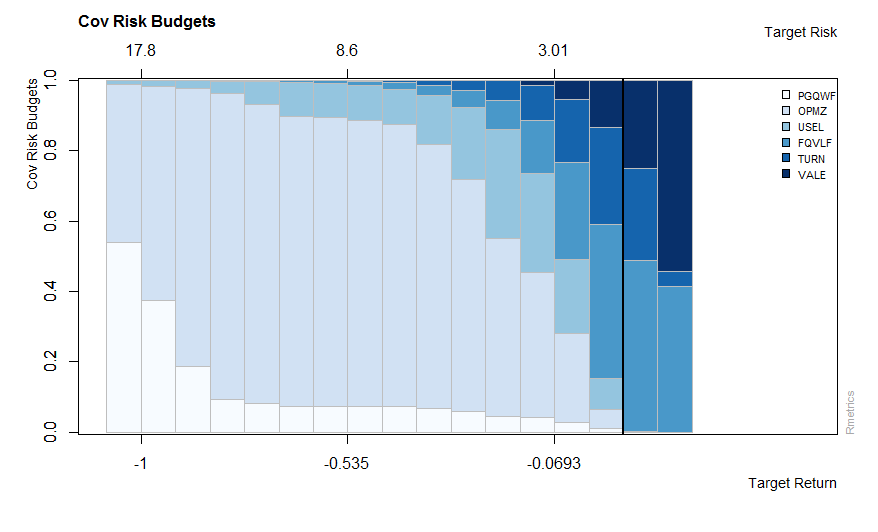 Cov Risk Budgets
Target Risk
17.8 8.6 3.01
Cov Risk Budgets
1.0
0.8
0.6
0.4
0.2
0.0
PGQWF
OPMZ
USEL
FQVLF
TURN
VALE
Rmetrics
-1 -0.535 -0.0693
Target Return